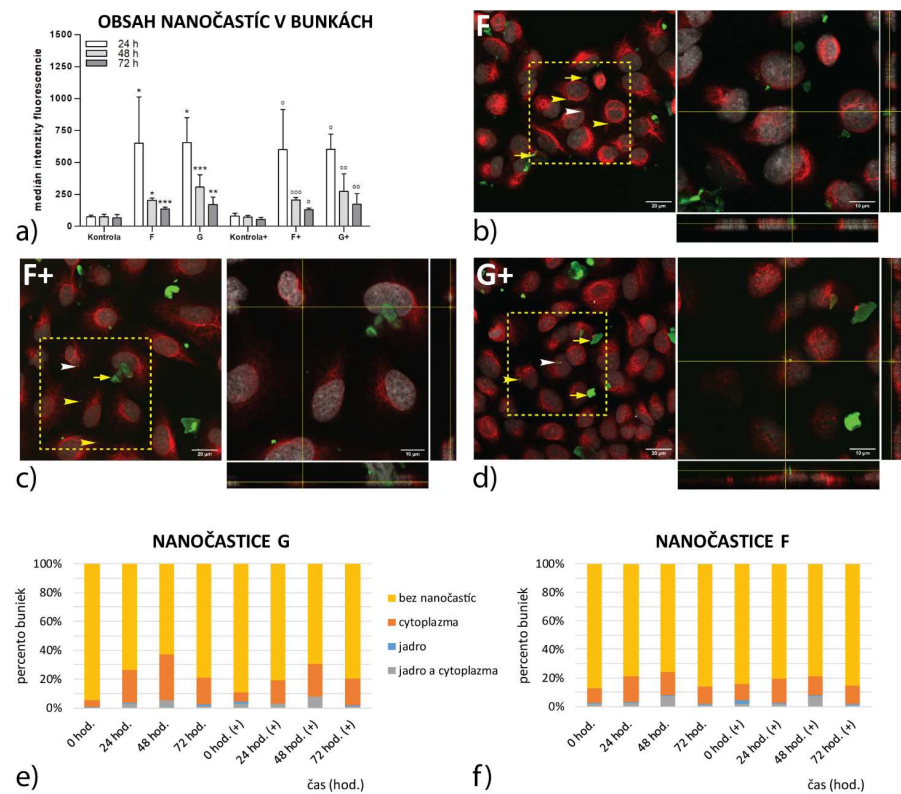 OBSAH NANOČASTÍC V BUNKÁCH
medián intenzity fluorescencie
1500
1250
1000
750
500
250
0
24 h
48 h
72 h
* * ° °
* *** °°° °°
*** ** ° °°
Kontrola F G Kontrola+ F+ G+
a)
F
20 µm
10 µm
b)
F+
20 µm
10 µm
c)
G+
20 µm
10 µm
d)
NANOČASTICE G
percento buniek
100%
80%
60%
40%
20%
0%
0 hod. 24 hod. 48 hod. 72 hod. 0 hod. (+) 24 hod. (+) 48 hod. (+) 72 hod. (+)
čas (hod.)
e)
bez nanočastíc
cytoplazma
jadro
jadro a cytoplazma
NANOČASTICE F
percento buniek
100%
80%
60%
40%
20%
0%
0 hod. 24 hod. 48 hod. 72 hod. 0 hod. (+) 24 hod. (+) 48 hod. (+) 72 hod. (+)
čas (hod.)
f)